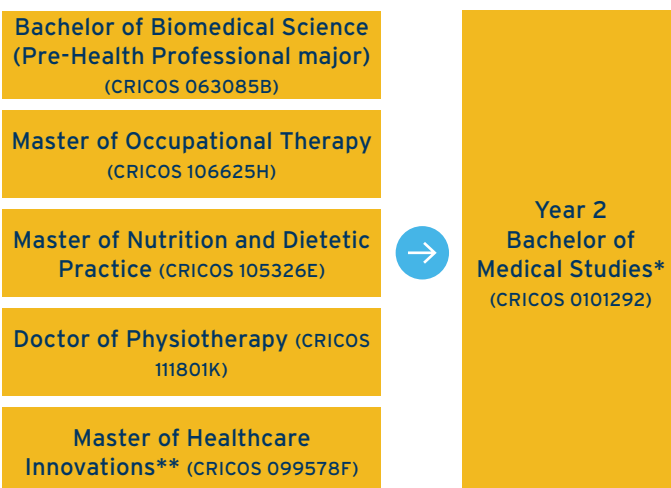 Bachelor of Biomedical Science
(Pre-Health Professional major)
(CRICOS 063085B)
Master of Occupational Therapy
(CRICOS 106625H)
Master of Nutrition and Dietetic
Practice (CRICOS 105326E)
Doctor of Physiotherapy (CRICOS
111801K)
Master of Healthcare
Innovations** (CRICOS 099578F)
Year 2
Bachelor of
Medical Studies*
(CRICOS 0101292)